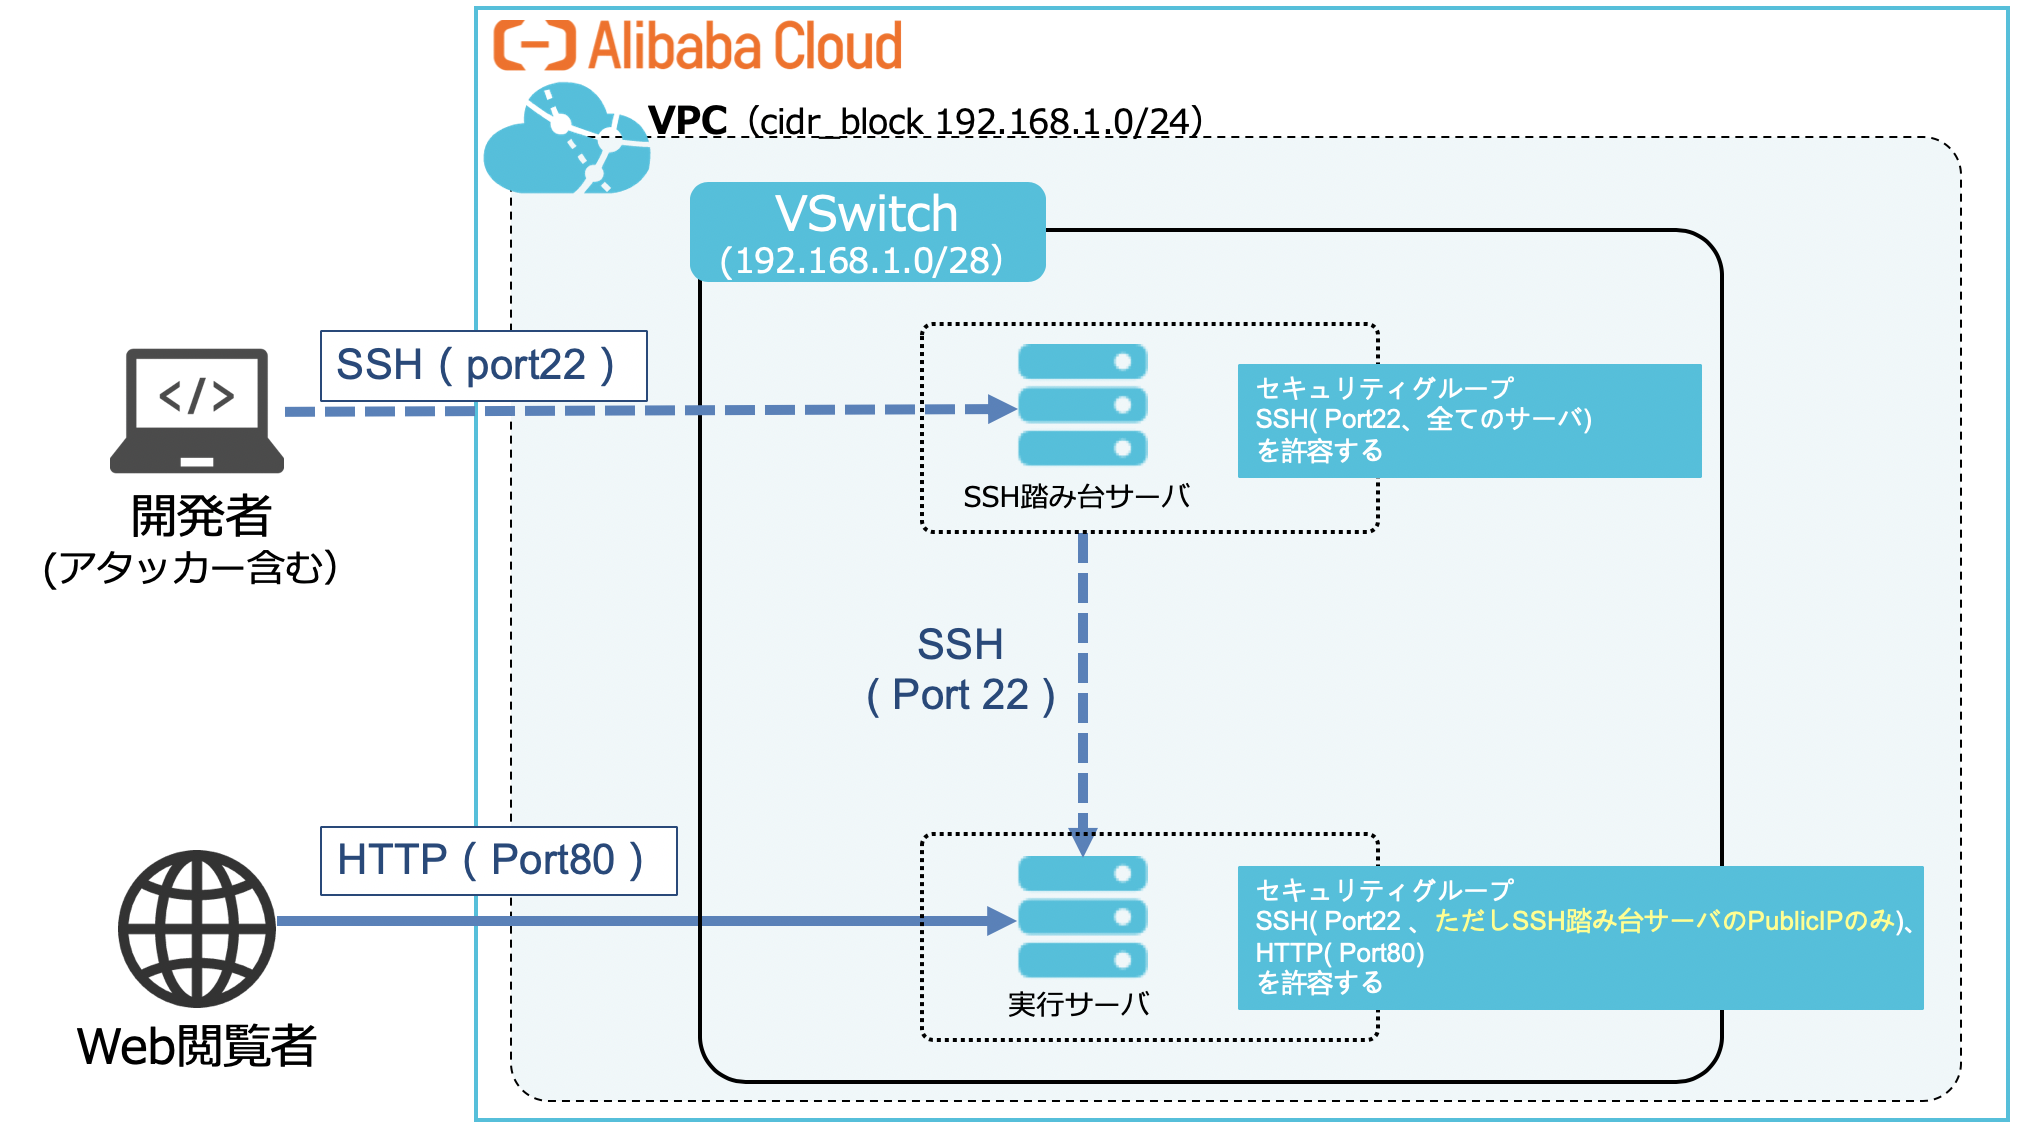 Alibaba Cloud
VPC（cidr_block 192.168.1.0/24）
VSwitch
(192.168.1.0/28）
SSH ( port22 )
</>
開発者
(アタッカー含む）
セキュリティグループ
SSH( Port22、全てのサーバ)
を許容する
SSH踏み台サーバ
SSH
( Port 22 )
HTTP ( Port80 )
Web閲覧者
セキュリティグループ
SSH( Port22 、ただしSSH踏み台サーバのPublicIPのみ)、
HTTP( Port80)
を許容する
実行サーバ